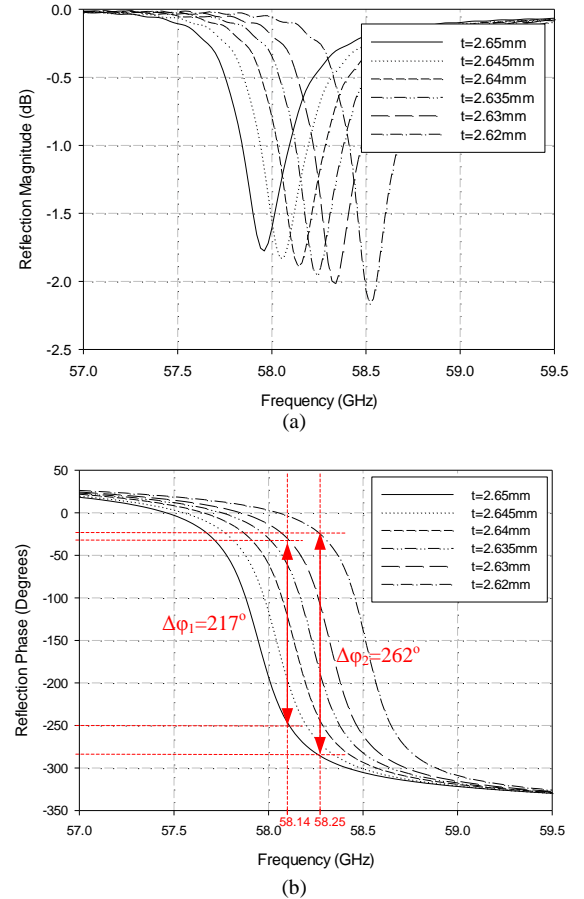 0.0
-0.5
-1.0
-1.5
-2.0
-2.5
Reflection Magnitude (dB)
t=2.65mm
t=2.645mm
t=2.64mm
t=2.635mm
t=2.63mm
t=2.62mm
57.0 57.5 58.0 58.5 59.0 59.5
Frequency (GHz)
(a)
50
0
-50
-100
-150
-200
-250
-300
-350
Reflection Phase (Degrees)
t=2.65mm
t=2.645mm
t=2.64mm
t=2.635mm
t=2.63mm
t=2.62mm
Δφ₁=217°
Δφ₂=262°
57.0 57.5 58.0 58.14 58.25 58.5 59.0 59.5
Frequency (GHz)
(b)